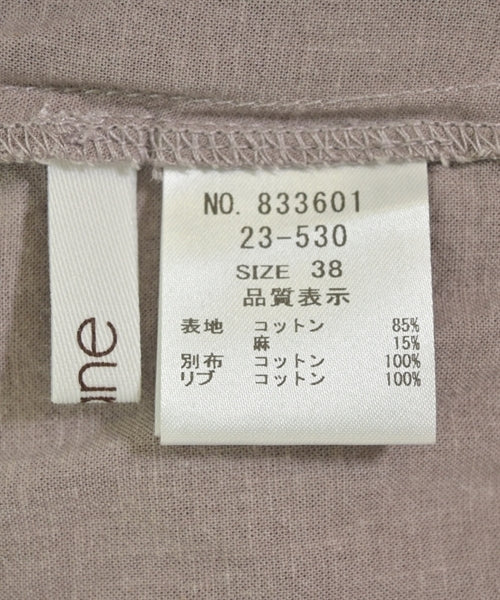 NO. 833601
23-530
SIZE 38
品質表示
表地 コットン 85%
麻 15%
別布 コットン 100%
リブ コットン 100%